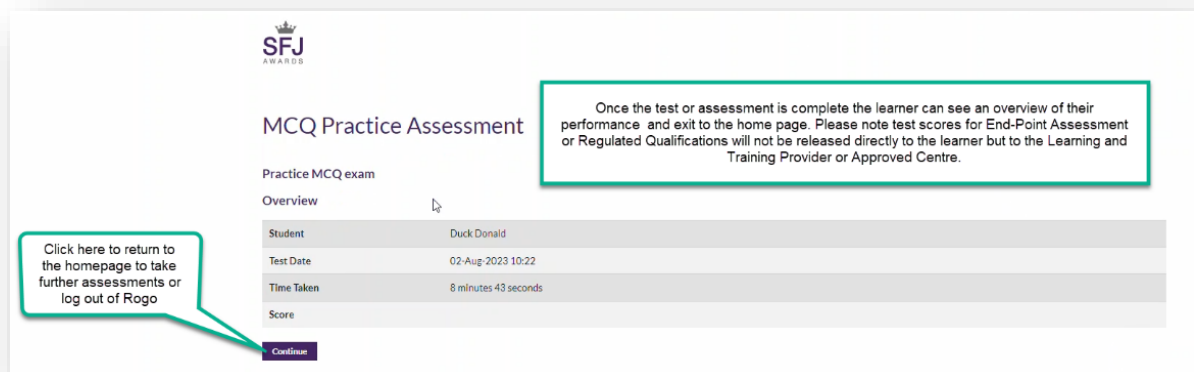 SFJ
AWARDS
Once the test or assessment is complete the learner can see an overview of their
performance and exit to the home page. Please note test scores for End-Point Assessment
or Regulated Qualifications will not be released directly to the learner but to the Learning and
Training Provider or Approved Centre.
MCQ Practice Assessment
Practice MCQ exam
Overview
Student Duck Donald
Test Date 02-Aug-2023 10:22
Time Taken 8 minutes 43 seconds
Score
Click here to return to
the homepage to take
further assessments or
log out of Rogo
Continue